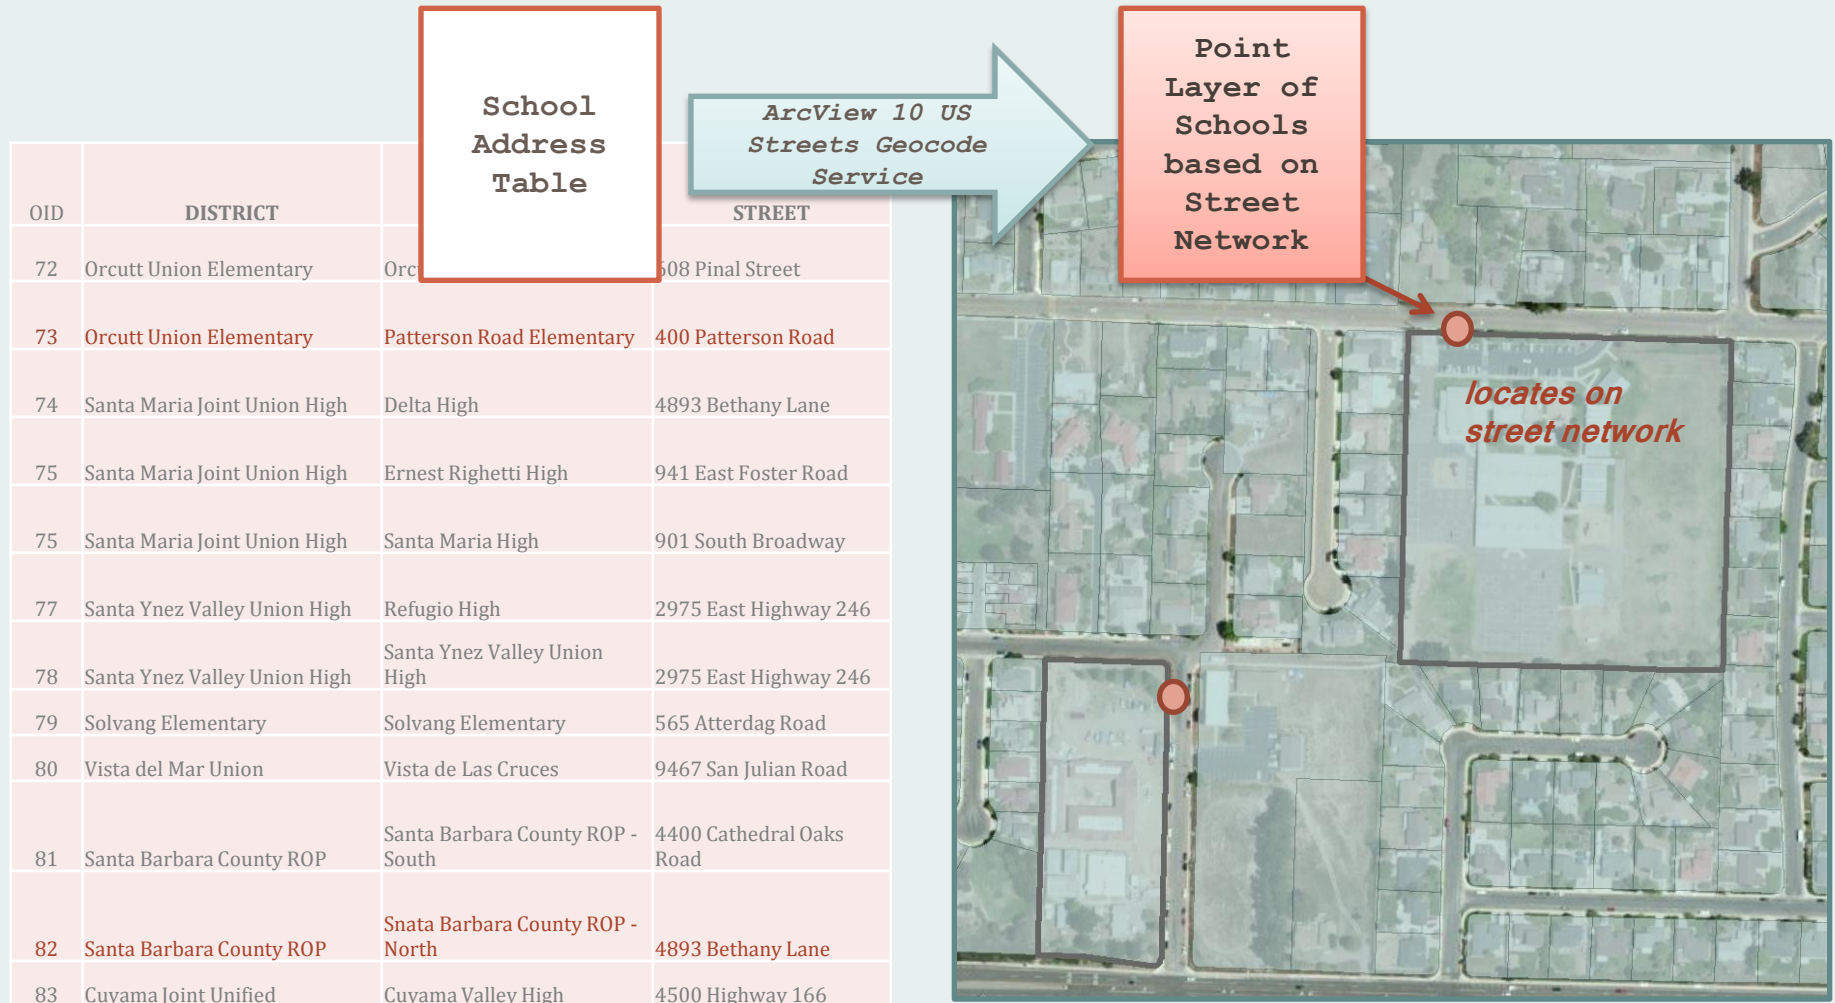 School
Address
Table
ArcView 10 US
Streets Geocode
Service
Point
Layer of
Schools
based on
Street
Network
OID DISTRICT STREET
72 Orcutt Union Elementary Pinal Street
73 Orcutt Union Elementary Patterson Road Elementary 400 Patterson Road
74 Santa Maria Joint Union High Delta High 4893 Bethany Lane
75 Santa Maria Joint Union High Ernest Righetti High 941 East Foster Road
75 Santa Maria Joint Union High Santa Maria High 901 South Broadway
77 Santa Ynez Valley Union High Refugio High 2975 East Highway 246
Santa Ynez Valley Union
78 Santa Ynez Valley Union High High 2975 East Highway 246
79 Solvang Elementary Solvang Elementary 565 Atterdag Road
80 Vista del Mar Union Vista de Las Cruces 9467 San Julian Road
Santa Barbara County ROP - 4400 Cathedral Oaks
81 Santa Barbara County ROP South Road
Snata Barbara County ROP -
82 Santa Barbara County ROP North 4893 Bethany Lane
83 Cuyama Joint Unified Cuyama Valley High 4500 Highway 166
locates on
street network